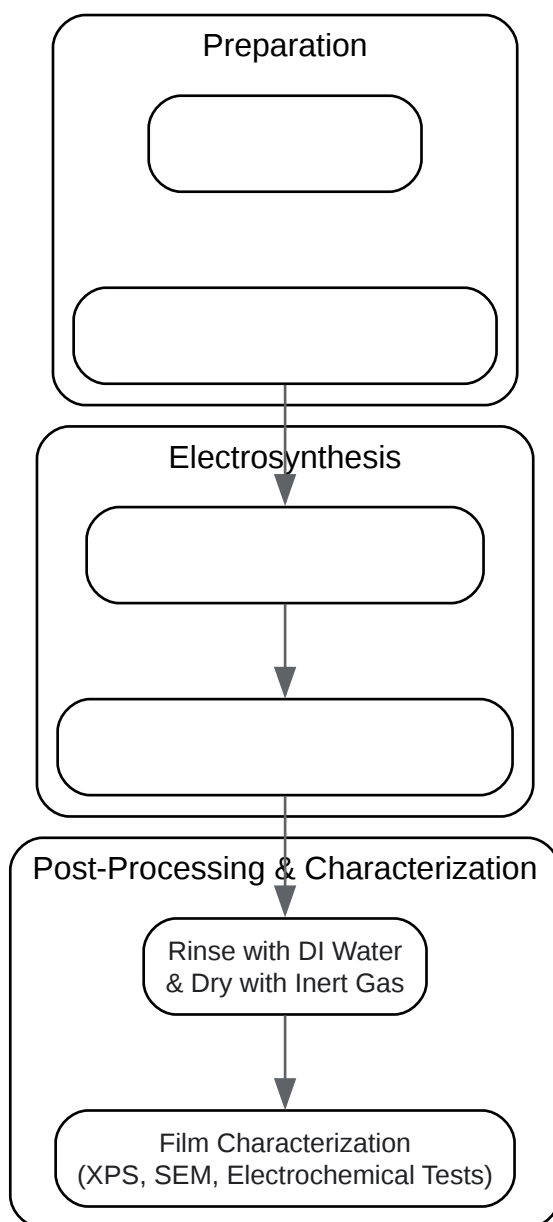 Preparation
Electrosynthesis
Post-Processing & Characterization
Rinse with DI Water
& Dry with Inert Gas
Film Characterization
(XPS, SEM, Electrochemical Tests)